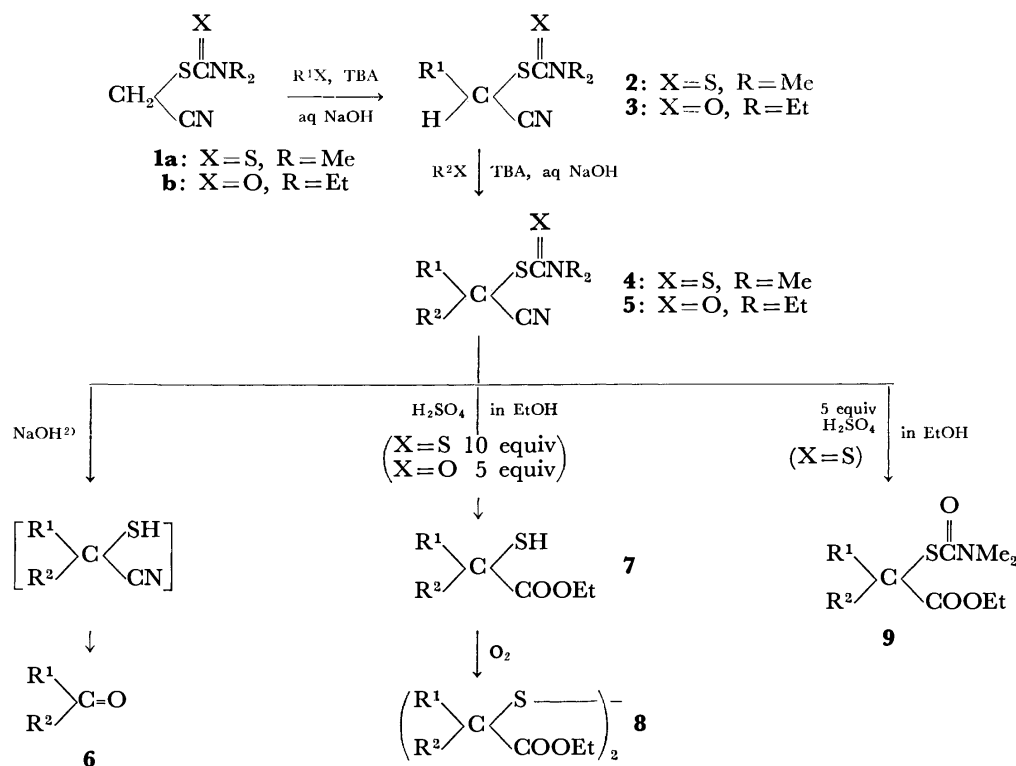 X
SCNR2
CH2
CN
R1X, TBA
aq NaOH
1a: X=S, R=Me
b: X=O, R=Et
X
R1 SCNR2
C
H CN
2: X=S, R=Me
3: X=O, R=Et
R2X TBA, aq NaOH
X
R1 SCNR2
C
R2 CN
4: X=S, R=Me
5: X=O, R=Et
NaOH2)
H2SO4 in EtOH
(X=S 10 equiv
X=O 5 equiv)
5 equiv
H2SO4 in EtOH
(X=S)
[R1 SH
C
R2 CN]
R1
C=O
R2
6
R1 SH
C 7
R2 COOEt
O2
(R1 S
C
R2 COOEt)2
8
O
R1 SCNMe2
C
R2 COOEt
9